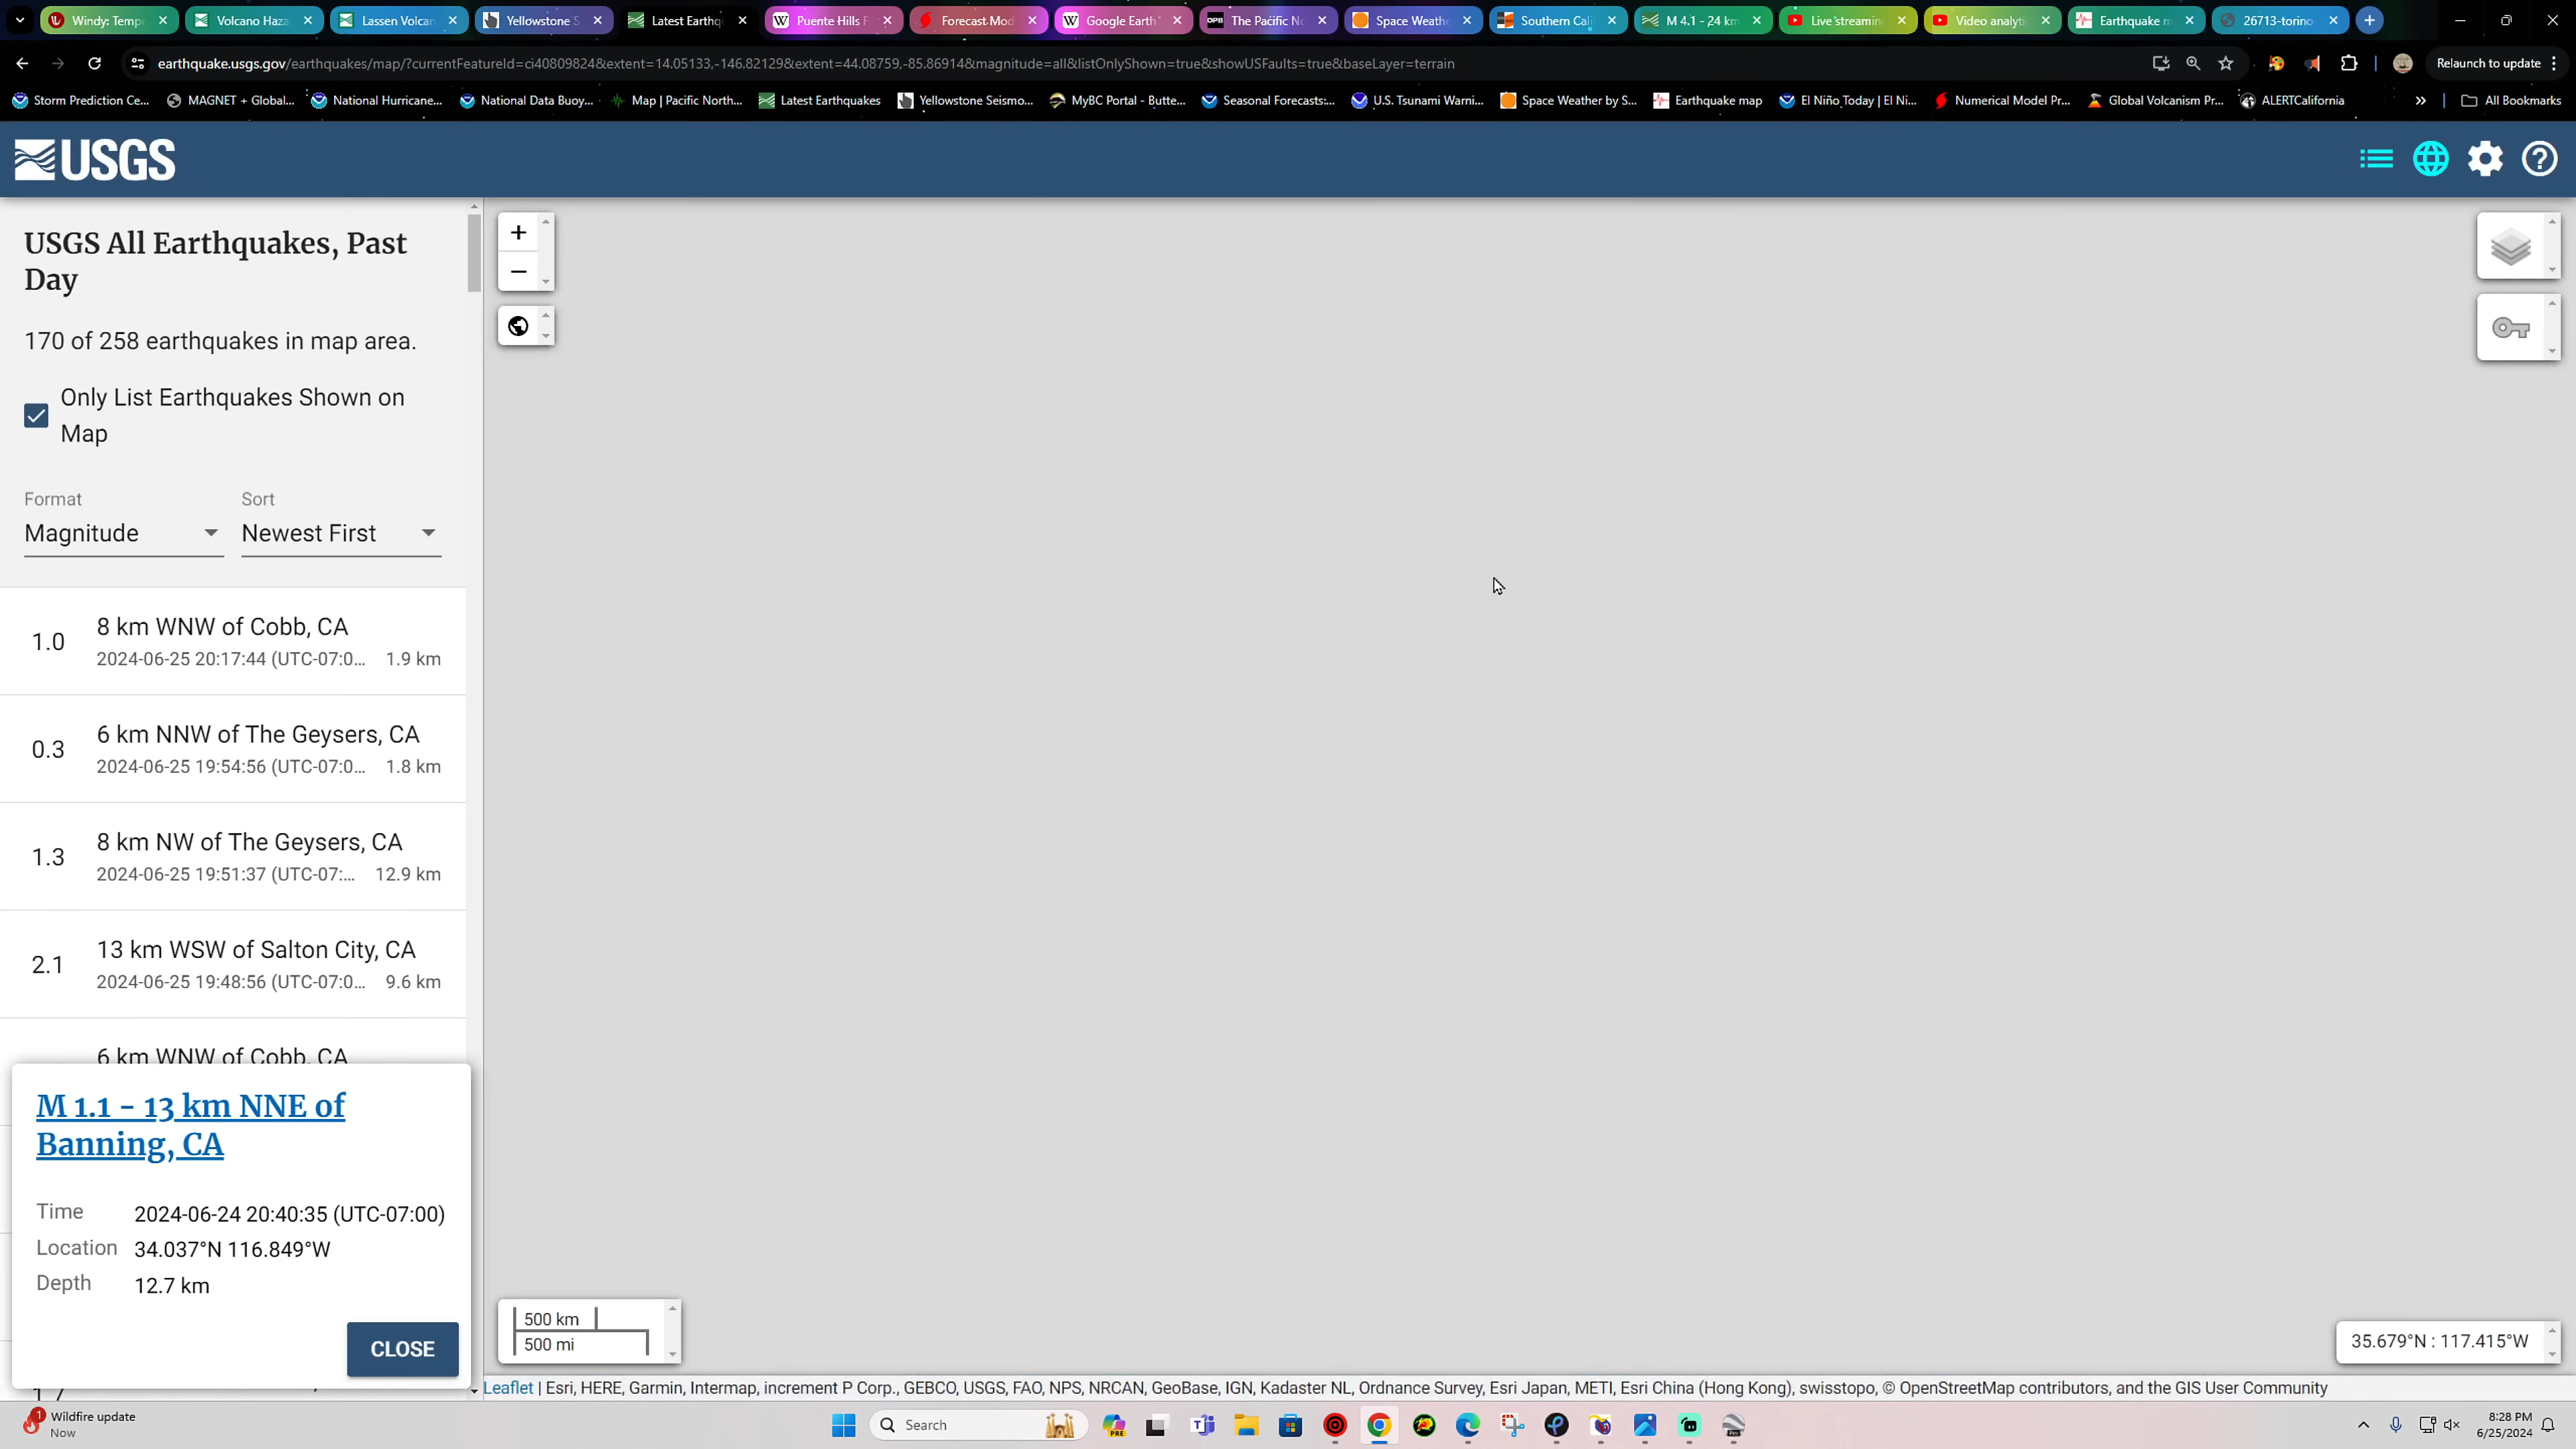 Windy: Tempe
Volcano Haza
Lassen Volcan
Yellowstone S
Latest Earthqu
Puente Hills F
Forecast Mod
Google Earth
The Pacific No
Space Weathe
Southern Cali
M 4.1 - 24 km
Live streamin
Video analytic
Earthquake m
26713-torino
earthquake.usgs.gov/earthquakes/map/?currentFeatureId=ci40809824&extent=14.05133,-146.82129&extent=44.08759,-85.86914&magnitude=all&listOnlyShown=true&showUSFaults=true&baseLayer=terrain
Relaunch to update
Storm Prediction Ce...
MAGNET + Global...
National Hurricane...
National Data Buoy...
Map | Pacific North...
Latest Earthquakes
Yellowstone Seismo...
MyBC Portal - Butte...
Seasonal Forecasts:...
U.S. Tsunami Warni...
Space Weather by S...
Earthquake map
El Niño Today | El Ni...
Numerical Model Pr...
Global Volcanism Pr...
ALERTCalifornia
All Bookmarks
USGS
USGS All Earthquakes, Past
Day
170 of 258 earthquakes in map area.
Only List Earthquakes Shown on
Map
Format
Sort
Magnitude
Newest First
1.0
8 km WNW of Cobb, CA
2024-06-25 20:17:44 (UTC-07:0... 1.9 km
0.3
6 km NNW of The Geysers, CA
2024-06-25 19:54:56 (UTC-07:0... 1.8 km
1.3
8 km NW of The Geysers, CA
2024-06-25 19:51:37 (UTC-07:... 12.9 km
2.1
13 km WSW of Salton City, CA
2024-06-25 19:48:56 (UTC-07:0... 9.6 km
6 km WNW of Cobb, CA
M 1.1 - 13 km NNE of
Banning, CA
Time 2024-06-24 20:40:35 (UTC-07:00)
Location 34.037°N 116.849°W
Depth 12.7 km
CLOSE
500 km
500 mi
35.679°N : 117.415°W
Leaflet | Esri, HERE, Garmin, Intermap, increment P Corp., GEBCO, USGS, FAO, NPS, NRCAN, GeoBase, IGN, Kadaster NL, Ordnance Survey, Esri Japan, METI, Esri China (Hong Kong), swisstopo, © OpenStreetMap contributors, and the GIS User Community
1
Wildfire update
Now
Search
PRE
8:28 PM
6/25/2024